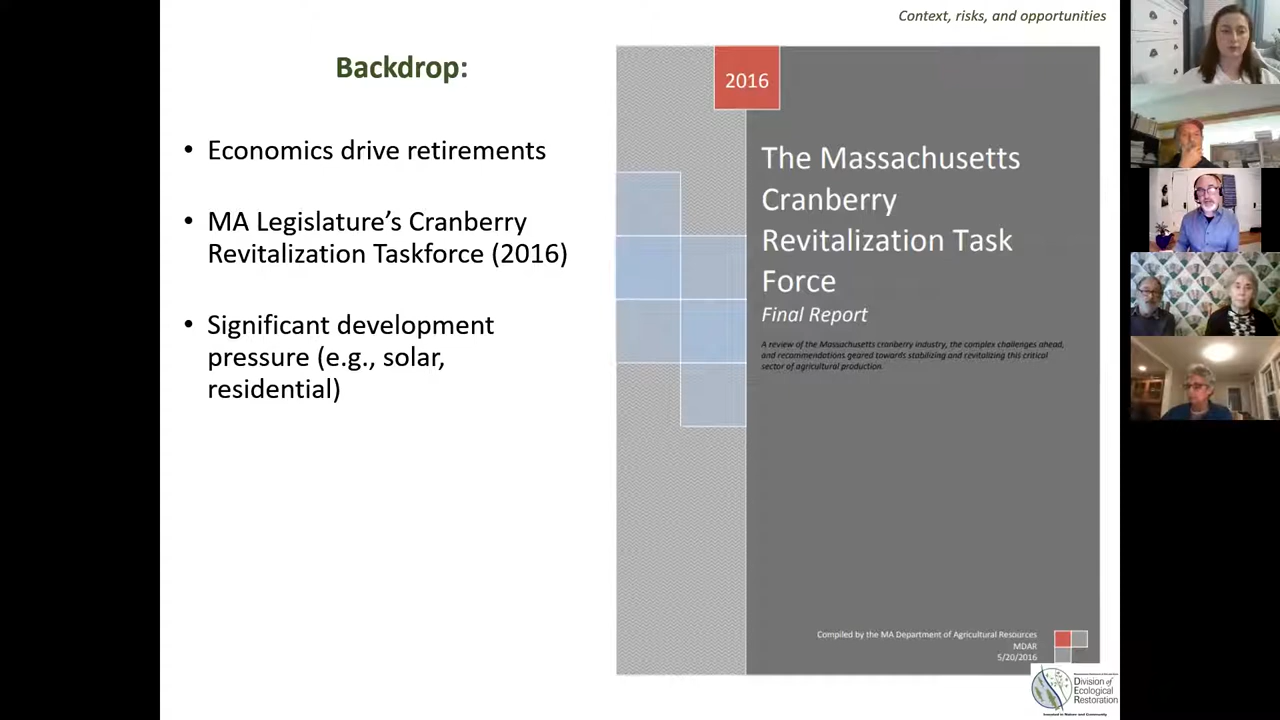 Context, risks, and opportunities
Backdrop:
• Economics drive retirements
• MA Legislature’s Cranberry
Revitalization Taskforce (2016)
• Significant development
pressure (e.g., solar,
residential)
2016
The Massachusetts
Cranberry
Revitalization Task
Force
Final Report
A review of the Massachusetts cranberry industry, the complex challenges ahead,
and recommendations geared towards stabilizing and revitalizing this critical
sector of agricultural production.
Compiled by the MA Department of Agricultural Resources
MDAR
5/20/2016
Division of
Ecological
Restoration